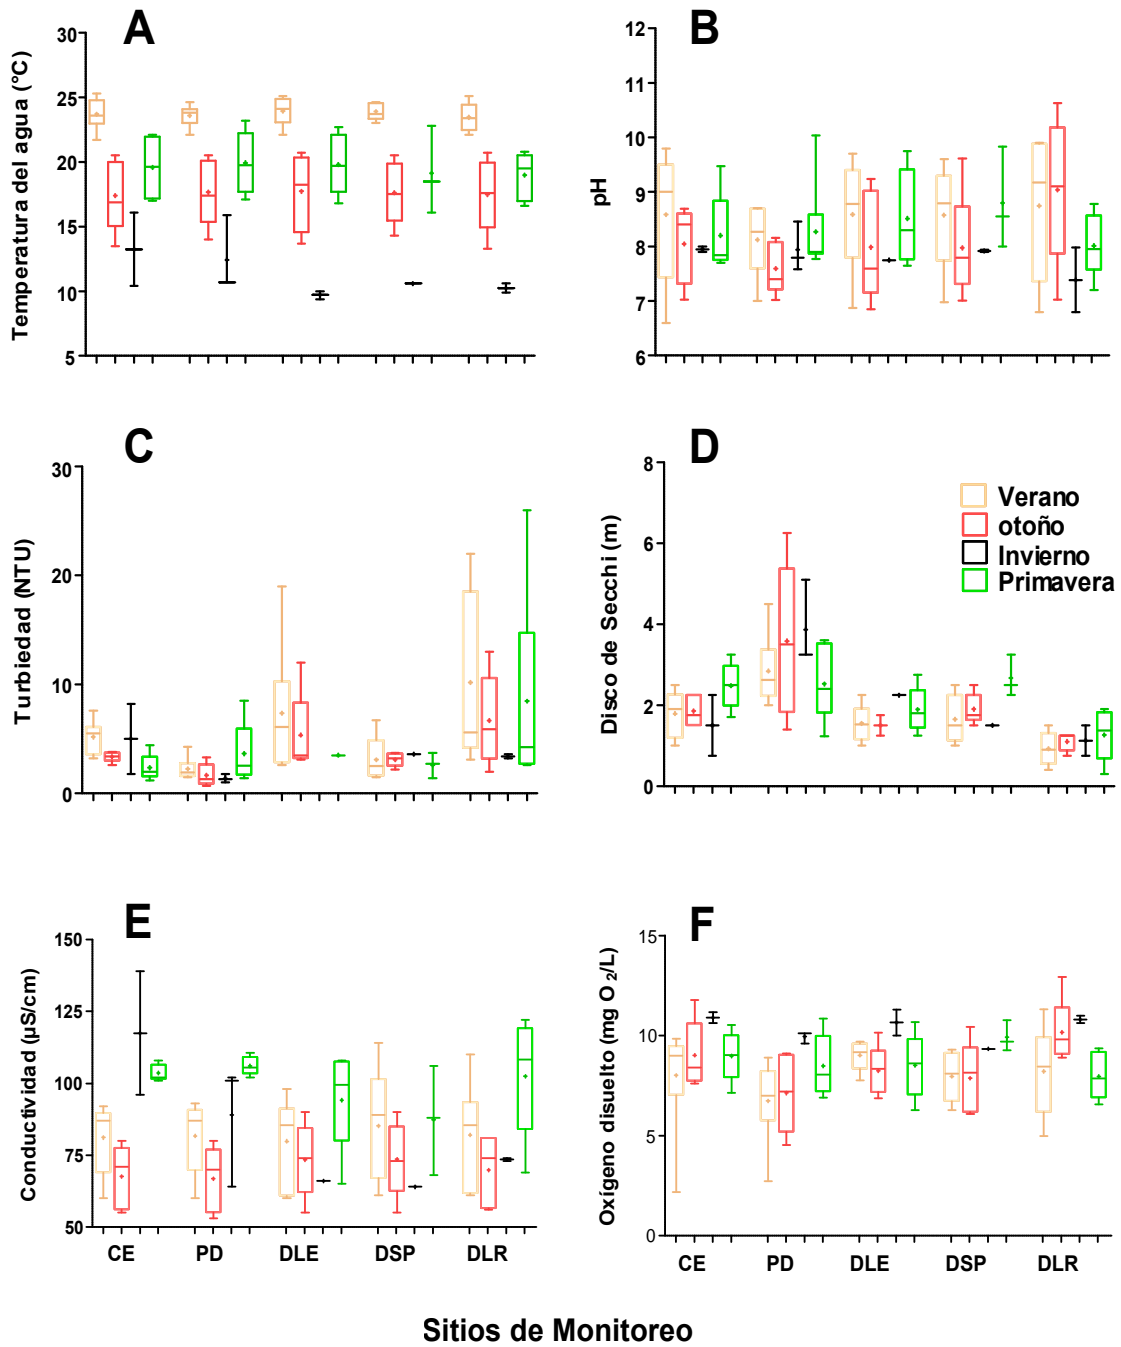 A
Temperatura del agua (°C)
30
25
20
15
10
5
B
pH
12
11
10
9
8
7
6
C
Turbiedad (NTU)
30
20
10
0
D
Disco de Secchi (m)
8
6
4
2
0
Verano
otoño
Invierno
Primavera
E
Conductividad (µS/cm)
150
125
100
75
50
CE PD DLE DSP DLR
F
Oxígeno disuelto (mg O2/L)
15
10
5
0
CE PD DLE DSP DLR
Sitios de Monitoreo